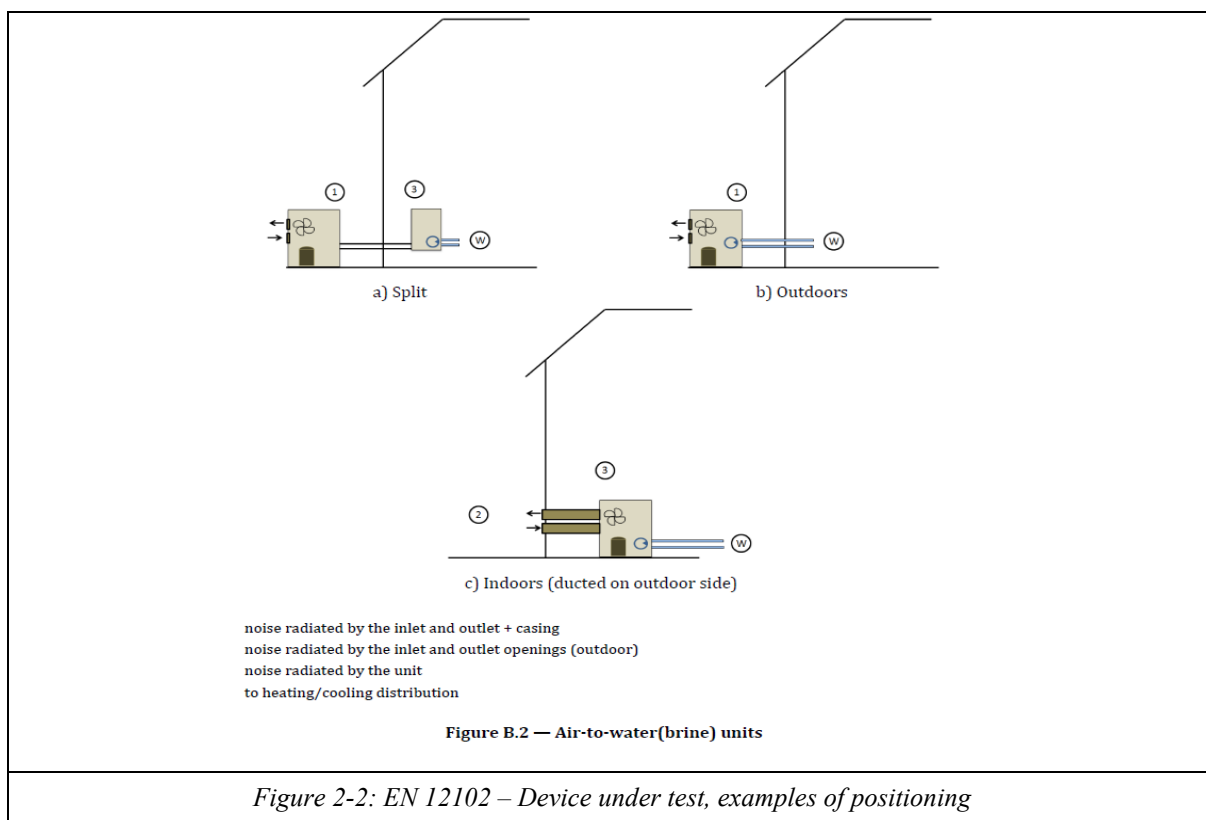 1
3
W
a) Split
1
W
b) Outdoors
3
2
W
c) Indoors (ducted on outdoor side)
noise radiated by the inlet and outlet + casing
noise radiated by the inlet and outlet openings (outdoor)
noise radiated by the unit
to heating/cooling distribution
Figure B.2 — Air-to-water(brine) units
Figure 2-2: EN 12102 – Device under test, examples of positioning